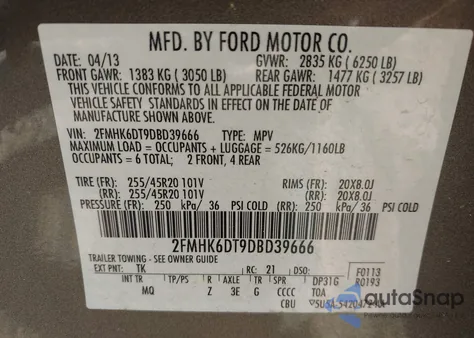 MFD. BY FORD MOTOR CO.
DATE: 04/13 GVWR: 2835 KG ( 6250 LB)
FRONT GAWR: 1383 KG ( 3050 LB) REAR GAWR: 1477 KG ( 3257 LB)
THIS VEHICLE CONFORMS TO ALL APPLICABLE FEDERAL MOTOR
VEHICLE SAFETY STANDARDS IN EFFECT ON THE DATE OF
MANUFACTURE SHOWN ABOVE.
VIN: 2FMHK6DT9DBD39666 TYPE: MPV
MAXIMUM LOAD = OCCUPANTS + LUGGAGE = 526KG/1160LB
OCCUPANTS = 6 TOTAL; 2 FRONT, 4 REAR
TIRE (FR): 255/45R20 101V RIMS (FR): 20X8.0J
(RR): 255/45R20 101V (RR): 20X8.0J
PRESSURE (FR): 250 kPa/ 36 PSI COLD (RR) 250 kPa/ 36 PSI COLD
2FMHK6DT9DBD39666
TRAILER TOWING - SEE OWNER GUIDE
EXT PNT: TK RC: 21 DSO: F0113
INT TR TP/PS R AXLE TR SPR DP31G R0193
MQ Z 3E G CCCC TOA
CBU
autoSnap